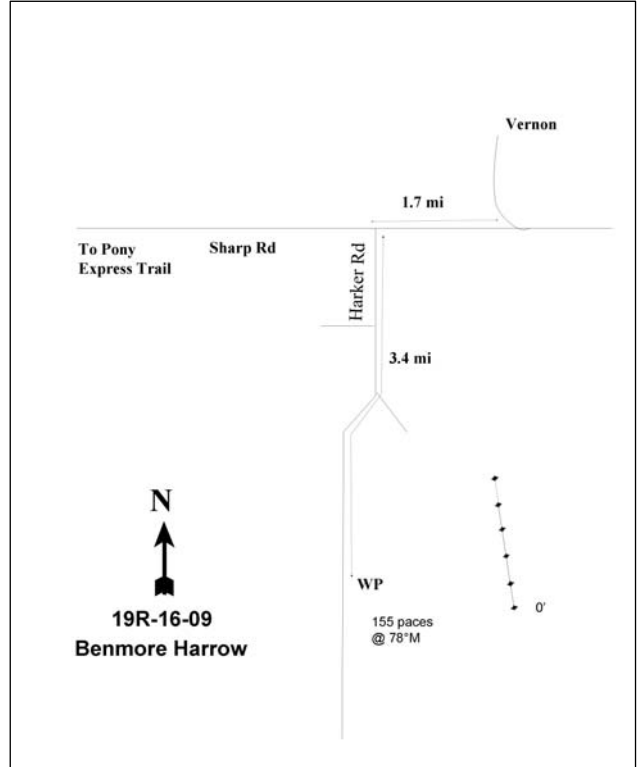 Vernon
1.7 mi
To Pony
Express Trail
Sharp Rd
Harker Rd
3.4 mi
N
WP
0'
19R-16-09
Benmore Harrow
155 paces
@ 78°M